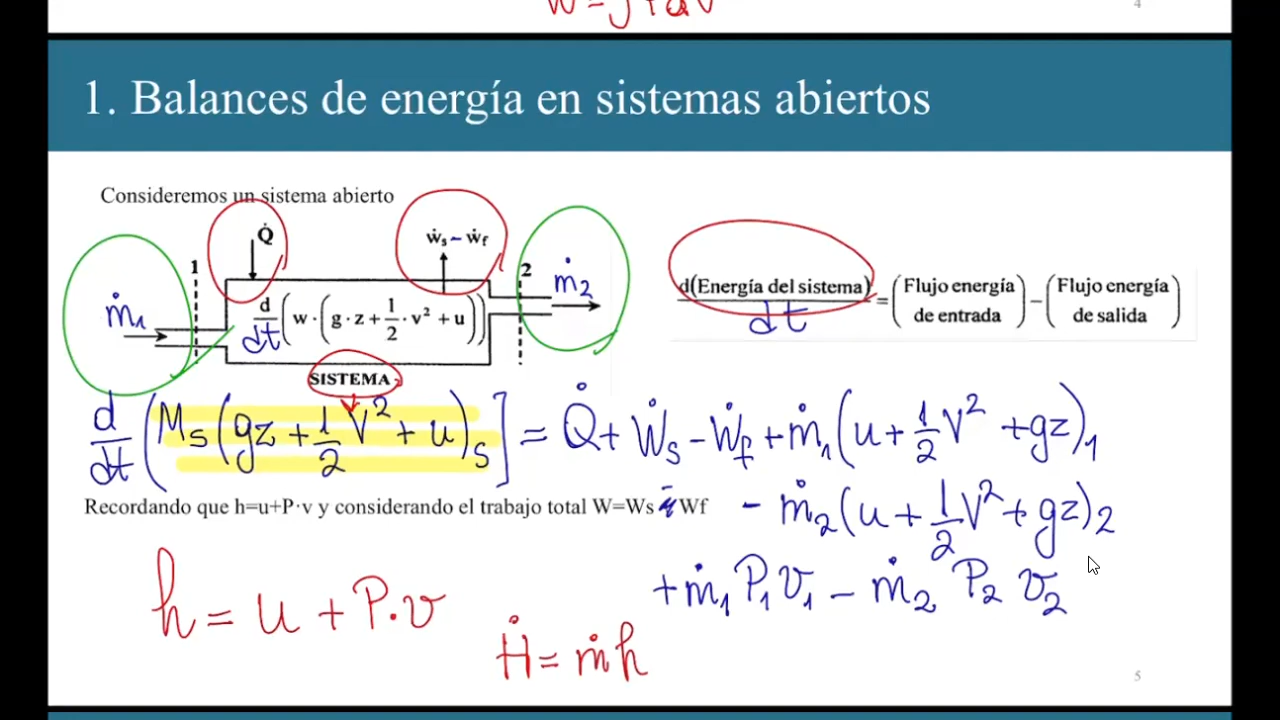 4
1. Balances de energía en sistemas abiertos
Consideremos un sistema abierto
Q̇
Ẇs – Ẇf
1
2
ṁ1
ṁ2
d/dt (w · (g · z + 1/2 · v² + u))
SISTEMA
d(Energía del sistema)/dt = (Flujo energía de entrada) – (Flujo energía de salida)
d/dt (Ms (gz + 1/2 V² + u)s ] = Q̇ + Ẇs – Ẇf + ṁ1 (u + 1/2 V² + gz)1
– ṁ2 (u + 1/2 V² + gz)2
Recordando que h=u+P·v y considerando el trabajo total W=Ws - Wf
+ ṁ1 P1 v1 – ṁ2 P2 v2
h = u + P·v
Ḣ = ṁh
5